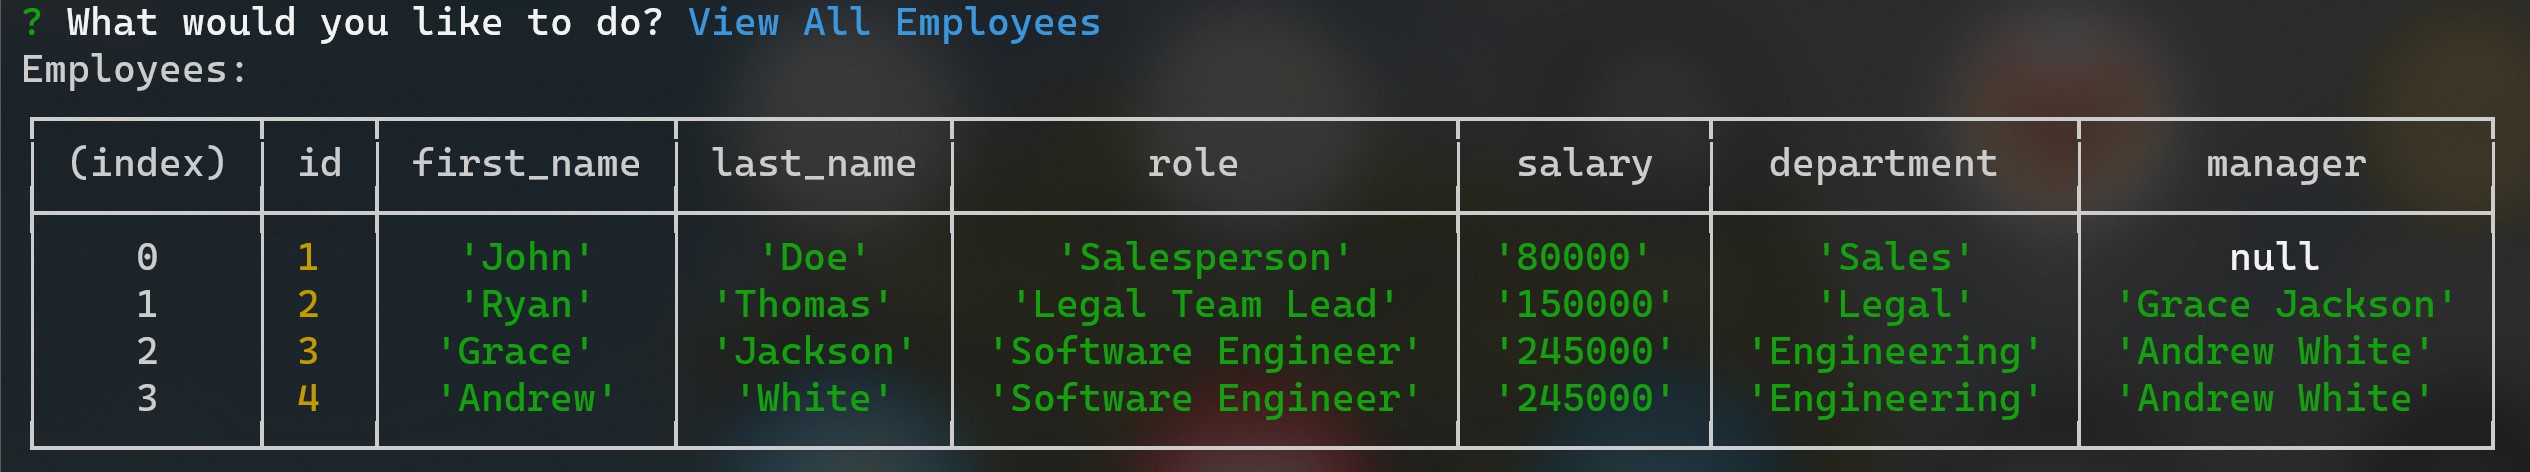 ? What would you like to do? View All Employees
Employees:
(index) id first_name last_name role salary department manager
0 1 'John' 'Doe' 'Salesperson' '80000' 'Sales' null
1 2 'Ryan' 'Thomas' 'Legal Team Lead' '150000' 'Legal' 'Grace Jackson'
2 3 'Grace' 'Jackson' 'Software Engineer' '245000' 'Engineering' 'Andrew White'
3 4 'Andrew' 'White' 'Software Engineer' '245000' 'Engineering' 'Andrew White'